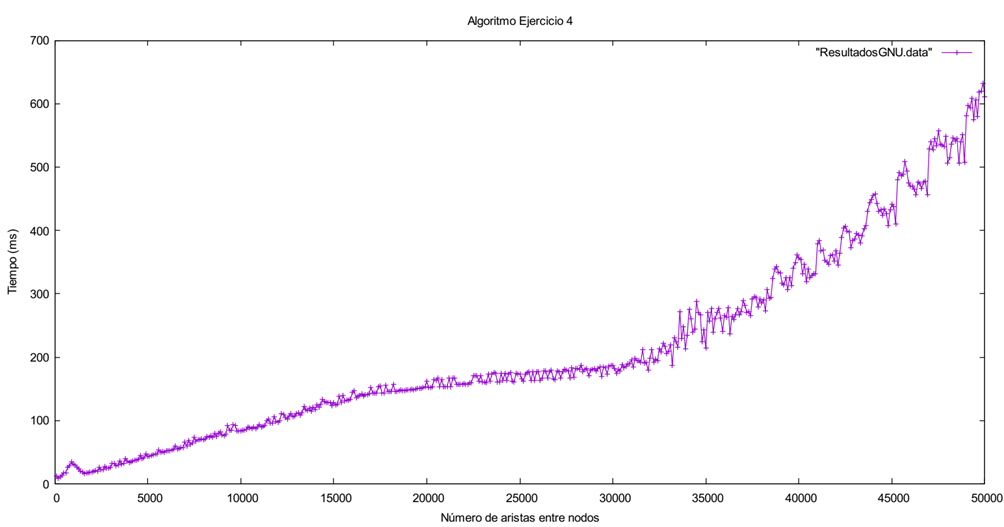 Algoritmo Ejercicio 4
"ResultadosGNU.data"
Tiempo (ms)
700
600
500
400
300
200
100
0
0 5000 10000 15000 20000 25000 30000 35000 40000 45000 50000
Número de aristas entre nodos